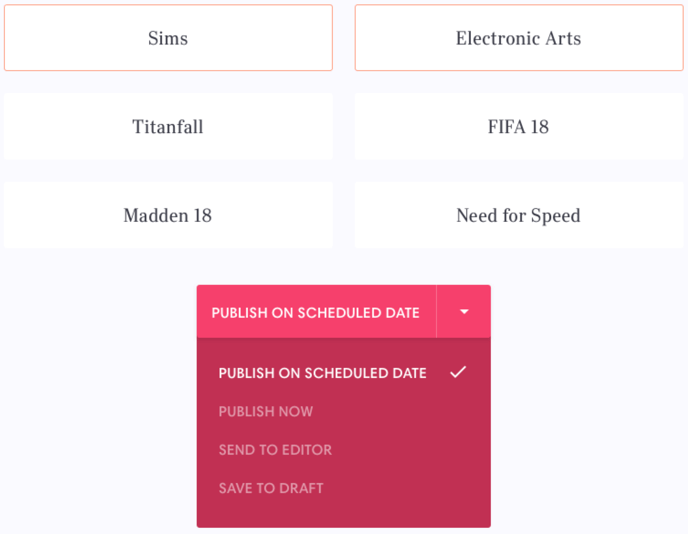 Sims
Electronic Arts
Titanfall
FIFA 18
Madden 18
Need for Speed
PUBLISH ON SCHEDULED DATE
PUBLISH ON SCHEDULED DATE
PUBLISH NOW
SEND TO EDITOR
SAVE TO DRAFT